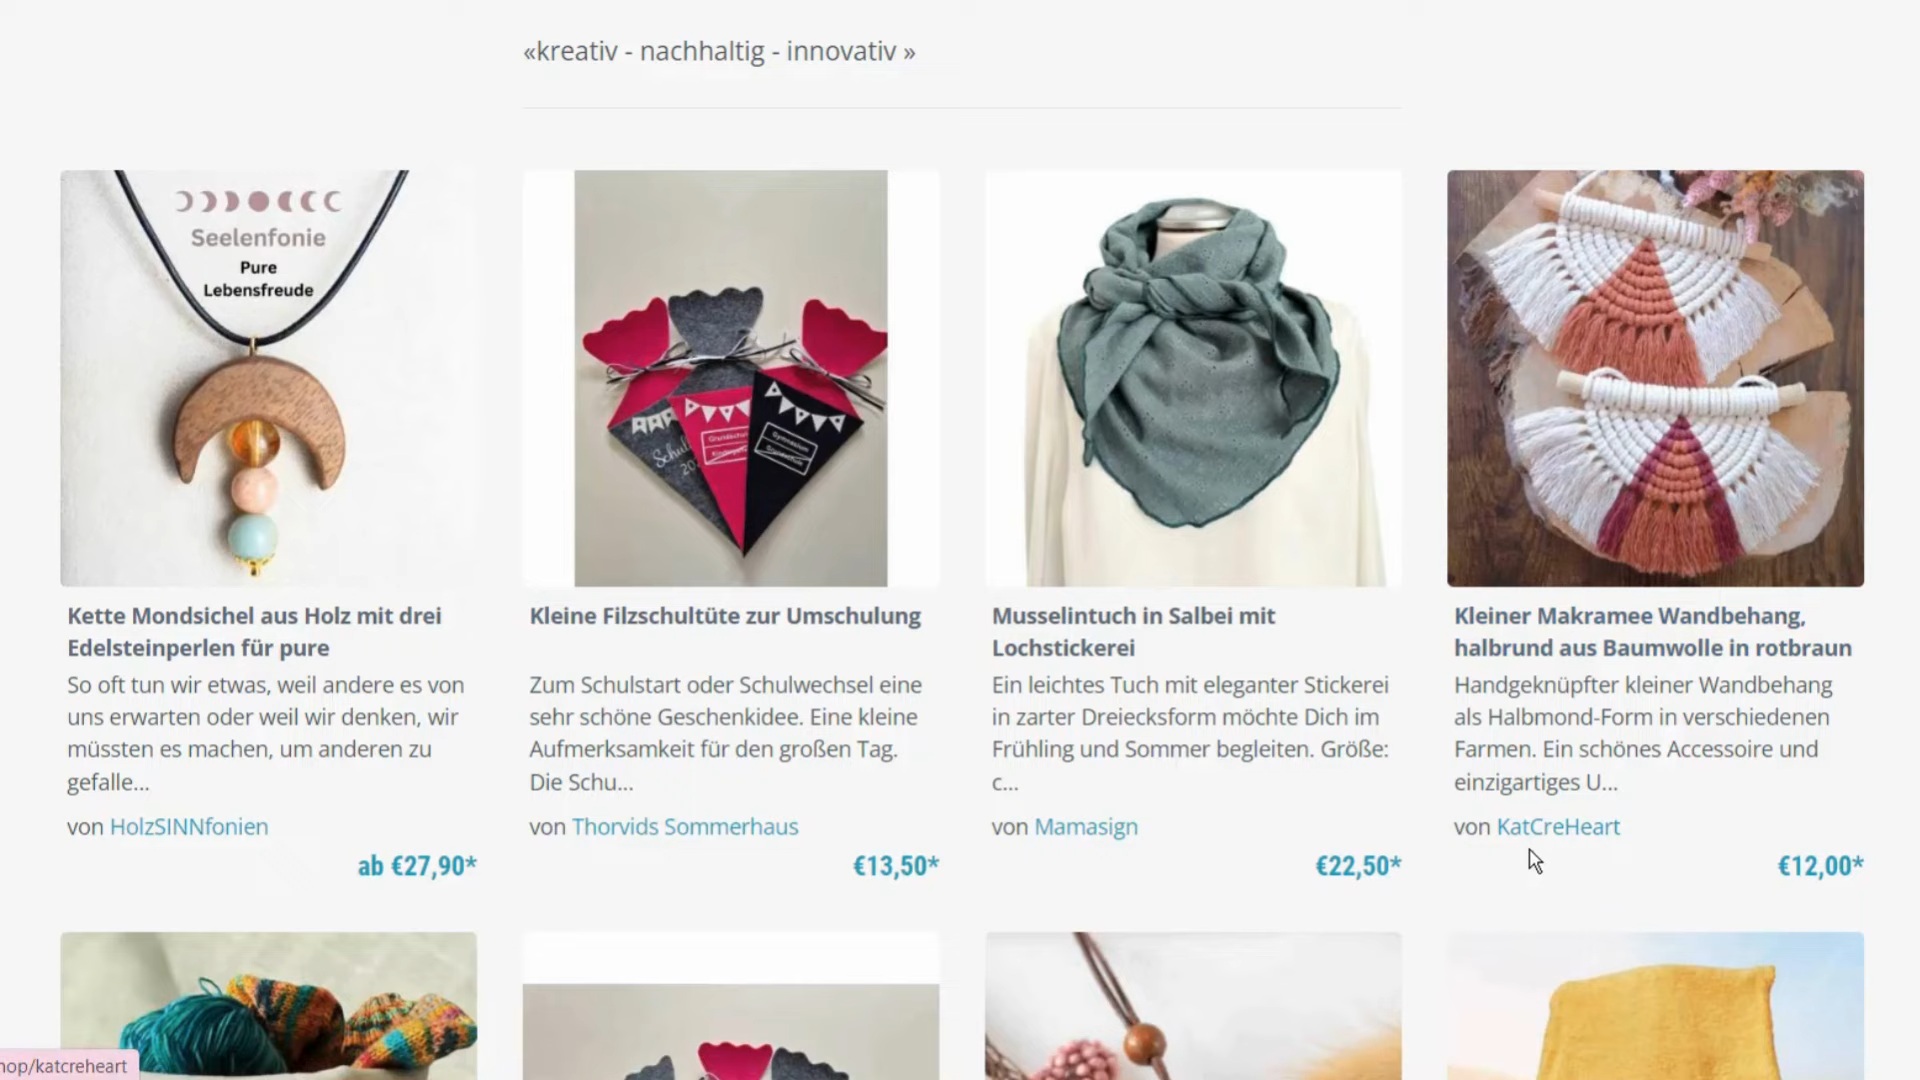 «kreativ - nachhaltig - innovativ »
Seelenfonie
Pure
Lebensfreude
Schul
Grundschu
Gymnasium
Kette Mondsichel aus Holz mit drei
Edelsteinperlen für pure
So oft tun wir etwas, weil andere es von
uns erwarten oder weil wir denken, wir
müssten es machen, um anderen zu
gefalle...
von HolzSINNfonien
ab €27,90*
Kleine Filzschultüte zur Umschulung
Zum Schulstart oder Schulwechsel eine
sehr schöne Geschenkidee. Eine kleine
Aufmerksamkeit für den großen Tag.
Die Schu...
von Thorvids Sommerhaus
€13,50*
Musselintuch in Salbei mit
Lochstickerei
Ein leichtes Tuch mit eleganter Stickerei
in zarter Dreiecksform möchte Dich im
Frühling und Sommer begleiten. Größe:
c...
von Mamasign
€22,50*
Kleiner Makramee Wandbehang,
halbrund aus Baumwolle in rotbraun
Handgeknüpfter kleiner Wandbehang
als Halbmond-Form in verschiedenen
Farmen. Ein schönes Accessoire und
einzigartiges U...
von KatCreHeart
€12,00*
hop/katcreheart